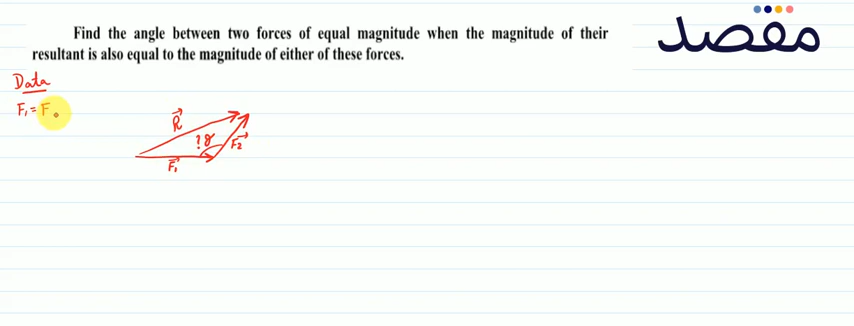 Find the angle between two forces of equal magnitude when the magnitude of their
resultant is also equal to the magnitude of either of these forces.
مقصد
Data
F₁ = F
R⃗
?
F₂⃗
F₁⃗